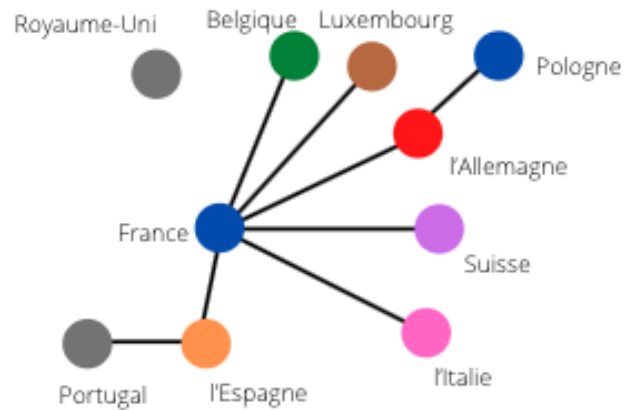 Royaume-Uni
Belgique
Luxembourg
Pologne
l'Allemagne
France
Suisse
l'Italie
Portugal
l'Espagne